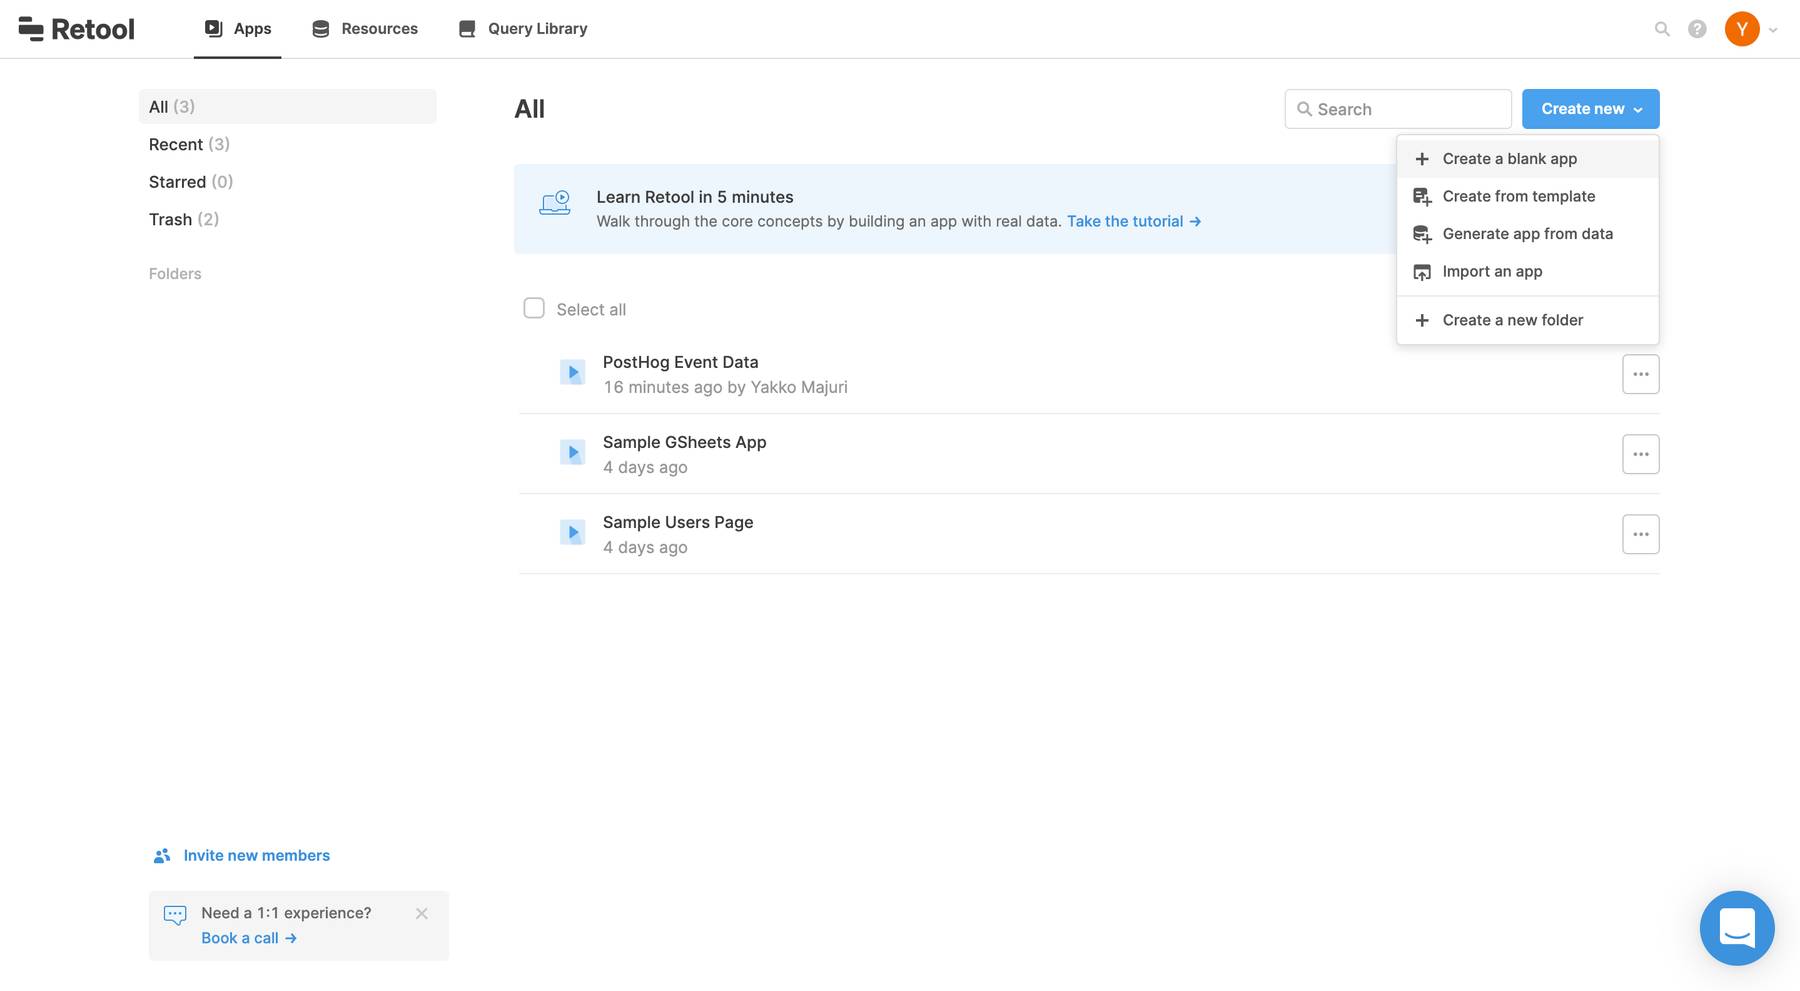 Retool
Apps
Resources
Query Library
Y
All (3)
Recent (3)
Starred (0)
Trash (2)
Folders
All
Search
Create new
Create a blank app
Create from template
Generate app from data
Import an app
Create a new folder
Learn Retool in 5 minutes
Walk through the core concepts by building an app with real data. Take the tutorial →
Select all
PostHog Event Data
16 minutes ago by Yakko Majuri
Sample GSheets App
4 days ago
Sample Users Page
4 days ago
Invite new members
Need a 1:1 experience?
Book a call →